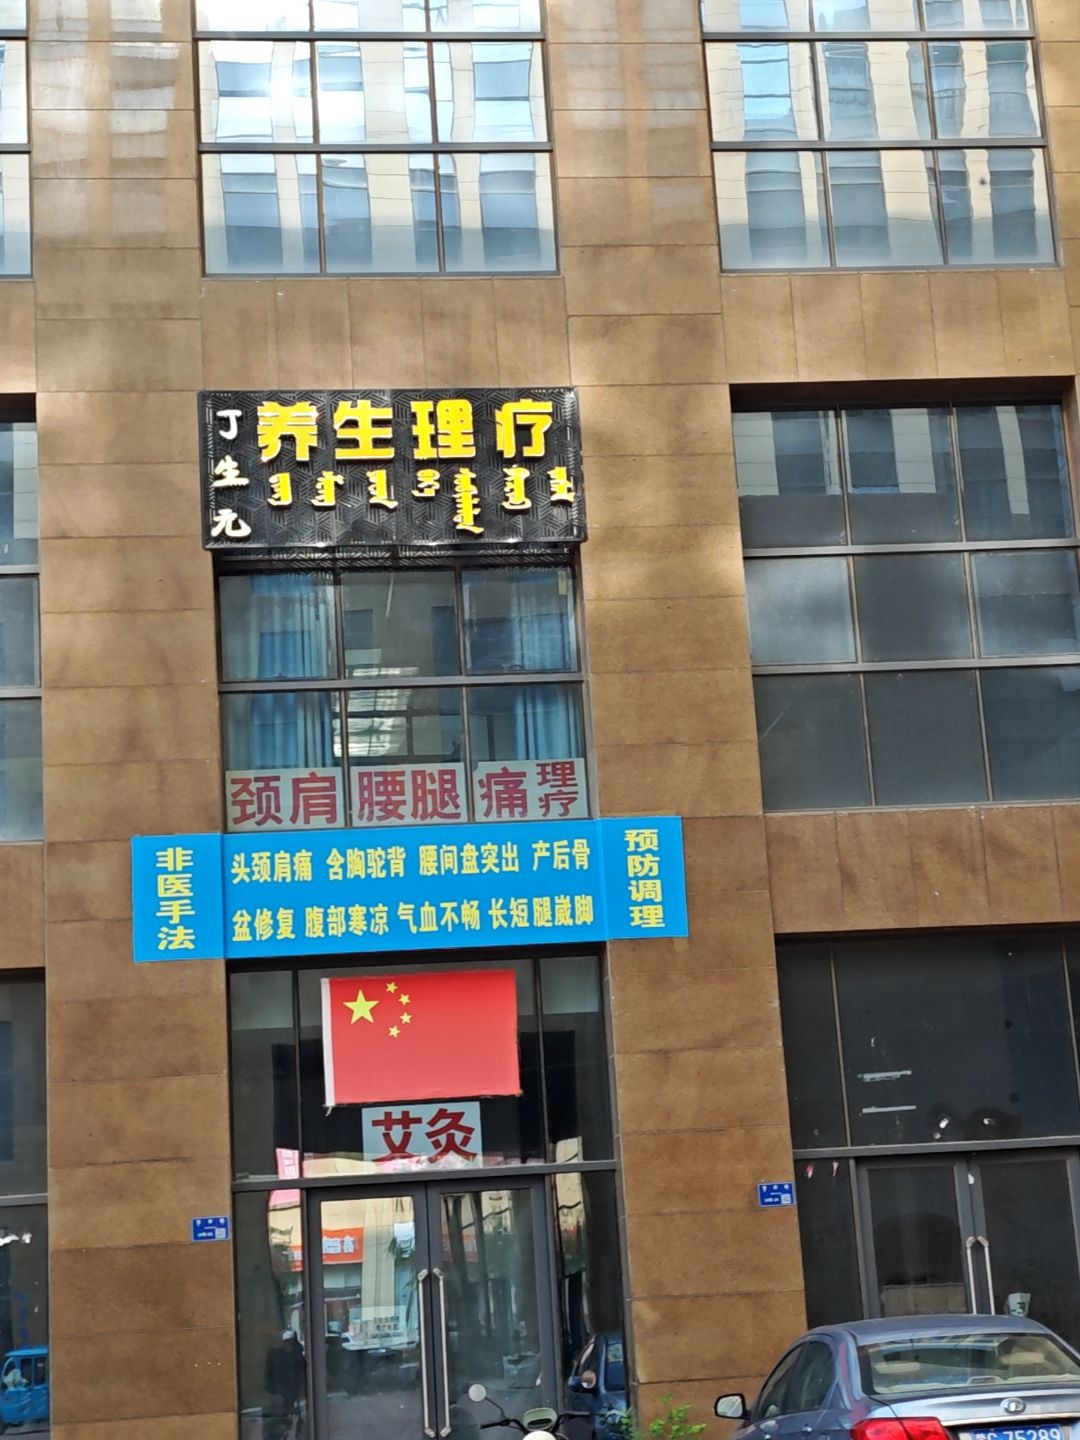 丁生元
养生理疗
颈肩 腰腿 痛 理疗
非医手法
头颈肩痛 含胸驼背 腰间盘突出 产后骨
盆修复 腹部寒凉 气血不畅 长短腿崴脚
预防调理
艾灸
75289